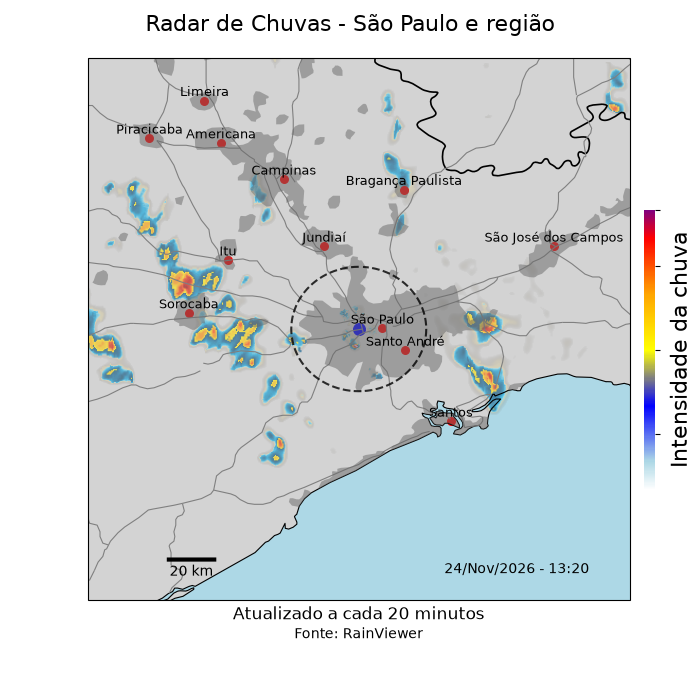 Radar de Chuvas - São Paulo e região
Limeira
Piracicaba
Americana
Campinas
Bragança Paulista
Itu
Jundiaí
São José dos Campos
Sorocaba
São Paulo
Santo André
Santos
20 km
24/Nov/2026 - 13:20
Intensidade da chuva
Atualizado a cada 20 minutos
Fonte: RainViewer